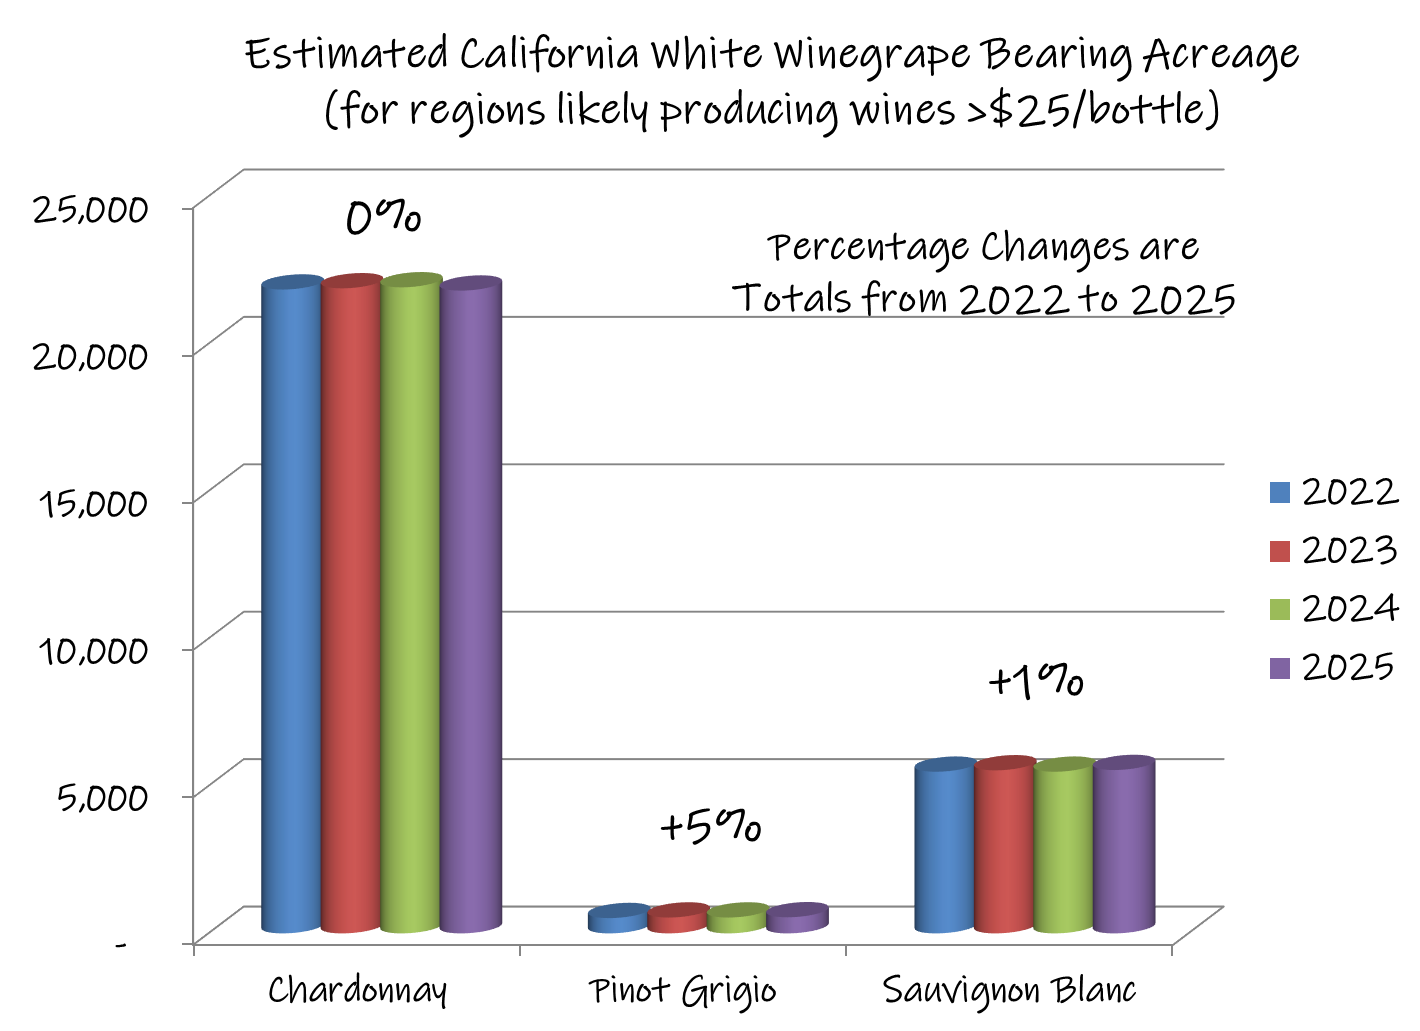 Estimated California White Winegrape Bearing Acreage
(for regions likely producing wines >$25/bottle)
25,000
0%
Percentage Changes are
Totals from 2022 to 2025
20,000
15,000
2022
2023
2024
10,000
+1%
2025
5,000
+5%
-
Chardonnay
Pinot Grigio
Sauvignon Blanc